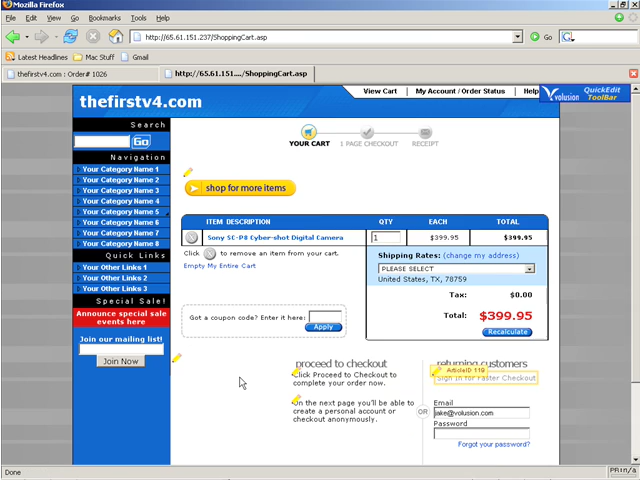 Mozilla Firefox
File Edit View Go Bookmarks Tools Help
http://65.61.151.237/ShoppingCart.asp
Go
Latest Headlines Mac Stuff Gmail
thefirstv4.com : Order# 1026
http://65.61.151..../ShoppingCart.asp
thefirstv4.com
View Cart My Account / Order Status Help
Volusion QuickEdit ToolBar
Search
Go
Navigation
Your Category Name 1
Your Category Name 2
Your Category Name 3
Your Category Name 4
Your Category Name 5
Your Category Name 6
Your Category Name 7
Your Category Name 8
Quick Links
Your Other Links 1
Your Other Links 2
Your Other Links 3
Special Sale!
Announce special sale
events here
Join our mailing list!
Join Now
YOUR CART 1 PAGE CHECKOUT RECEIPT
shop for more items
ITEM DESCRIPTION QTY EACH TOTAL
Sony SC-P8 Cyber-shot Digital Camera 1 $399.95 $399.95
Click to remove an item from your cart.
Empty My Entire Cart
Shipping Rates: (change my address)
PLEASE SELECT
United States, TX, 78759
Tax: $0.00
Total: $399.95
Recalculate
Got a coupon code? Enter it here:
Apply
proceed to checkout
Click Proceed to Checkout to
complete your order now.
On the next page you'll be able to
create a personal account or
checkout anonymously.
OR
returning customers
ArticleID 119
Sign In for Faster Checkout
Email
jake@volusion.com
Password
Forgot your password?
Done